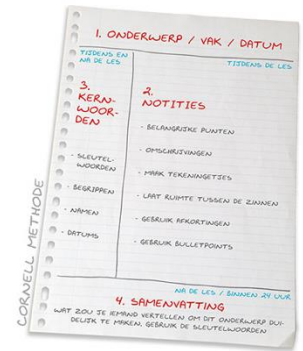 1. ONDERWERP / VAK / DATUM
TIJDENS EN
NA DE LES
TIJDENS DE LES
3.
KERN-
WOOR-
DEN
- SLEUTEL-
WOORDEN
- BEGRIPPEN
- NAMEN
- DATUMS
2.
NOTITIES
- BELANGRIJKE PUNTEN
- OMSCHRIJVINGEN
- MAAK TEKENINGETJES
- LAAT RUIMTE TUSSEN DE ZINNEN
- GEBRUIK AFKORTINGEN
- GEBRUIK BULLETPOINTS
NA DE LES / BINNEN 24 UUR
4. SAMENVATTING
WAT ZOU JE IEMAND VERTELLEN OM DIT ONDERWERP DUI-
DELIJK TE MAKEN. GEBRUIK DE SLEUTELWOORDEN
CORNELL METHODE